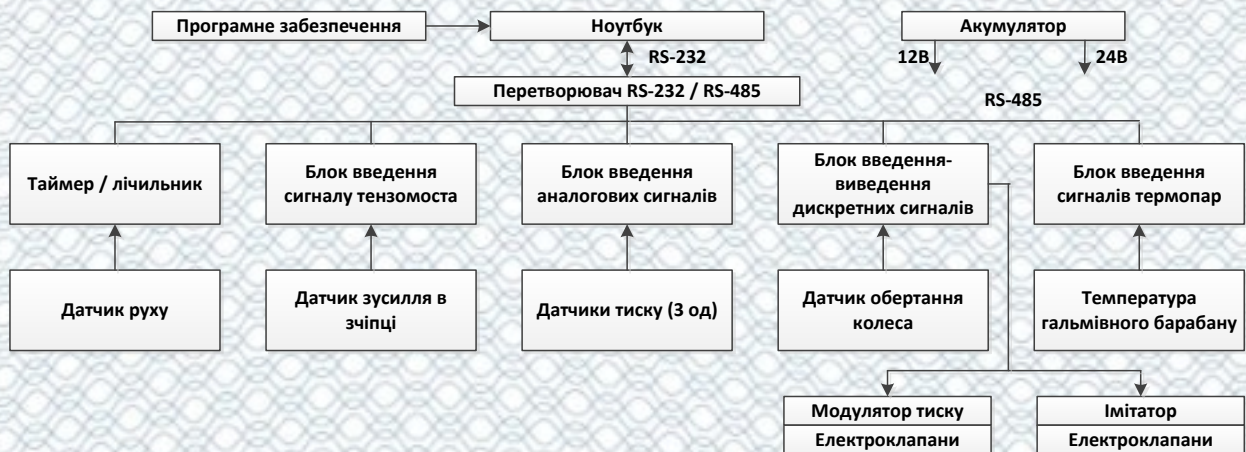 Програмне забезпечення
Ноутбук
Акумулятор
RS-232
12В
24В
Перетворювач RS-232 / RS-485
RS-485
Таймер / лічильник
Блок введення
сигналу тензомоста
Блок введення
аналогових сигналів
Блок введення-
виведення
дискретних сигналів
Блок введення
сигналів термопар
Датчик руху
Датчик зусилля в
зчіпці
Датчики тиску (3 од)
Датчик обертання
колеса
Температура
гальмівного барабану
Модулятор тиску
Електроклапани
Імітатор
Електроклапани